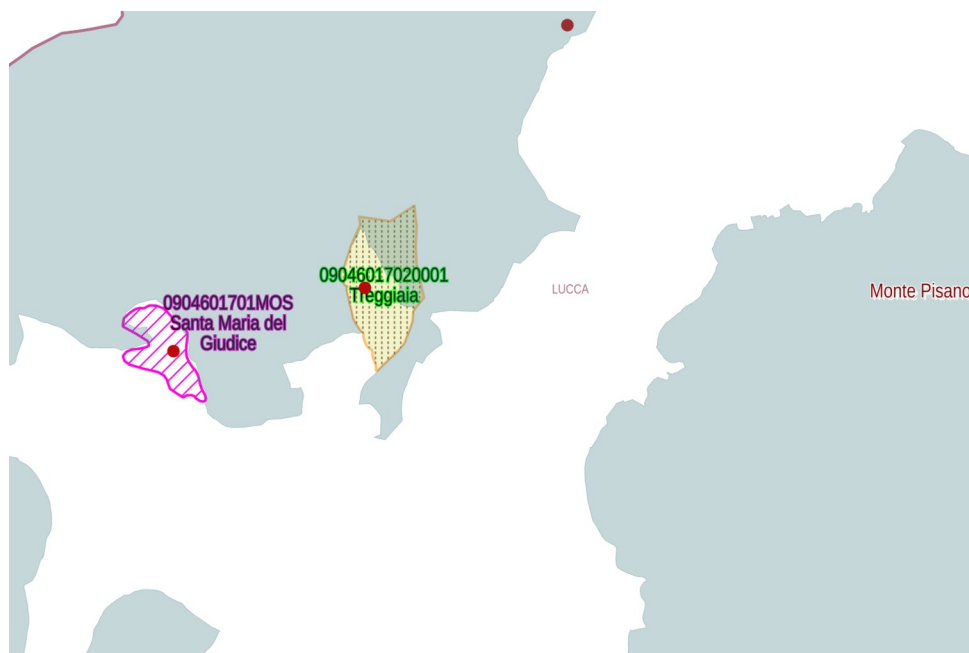 09046017020001
Treggiaia
LUCCA
Monte Pisano
0904601701MOS
Santa Maria del
Giudice